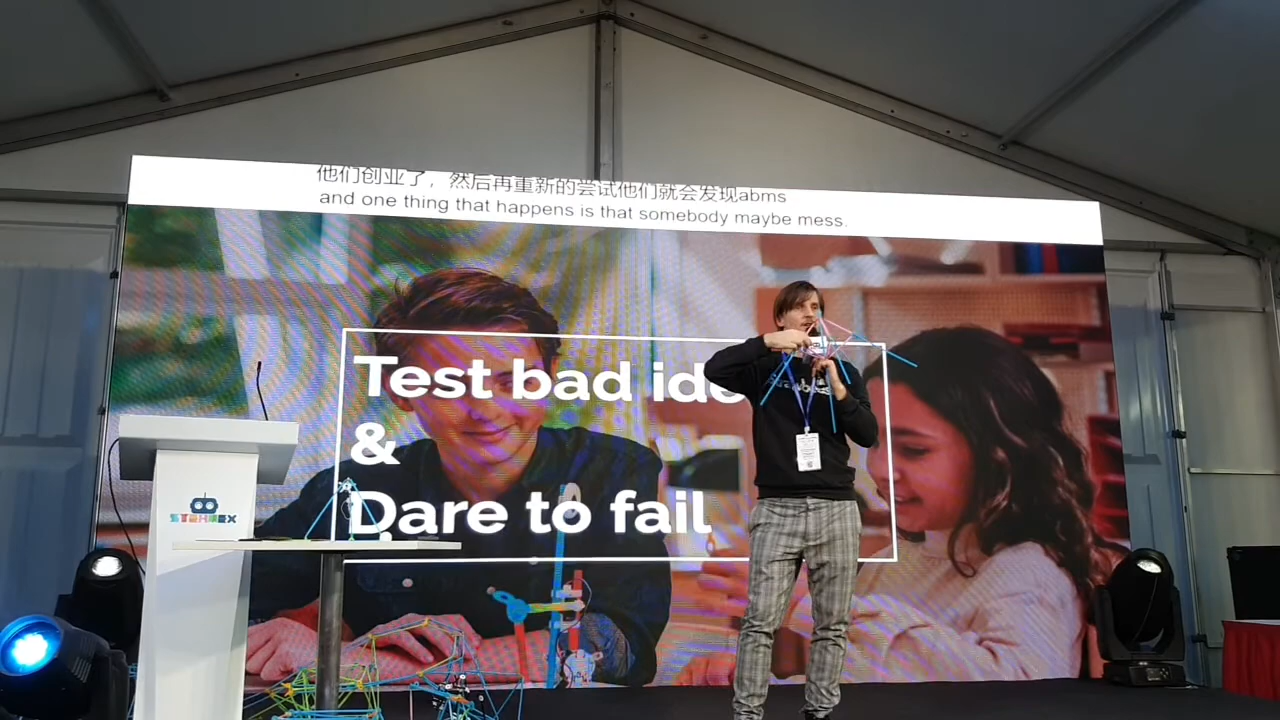 他们创业了，然后再重新的尝试他们就会发现abms
and one thing that happens is that somebody maybe mess.
Test bad ide
&
Dare to fail